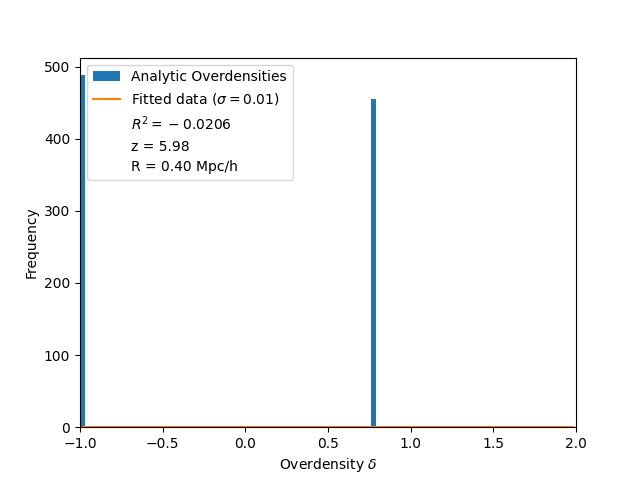 Analytic Overdensities
Fitted data (σ = 0.01)
R² = −0.0206
z = 5.98
R = 0.40 Mpc/h
500
400
300
200
100
0
Frequency
−1.0 −0.5 0.0 0.5 1.0 1.5 2.0
Overdensity δ